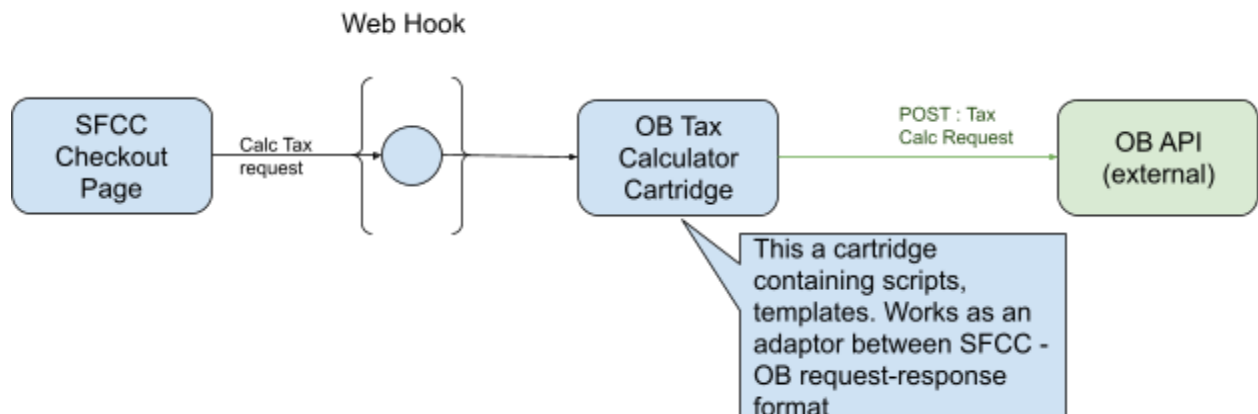 Web Hook
SFCC
Checkout
Page
Calc Tax
request
OB Tax
Calculator
Cartridge
POST : Tax
Calc Request
OB API
(external)
This a cartridge
containing scripts,
templates. Works as an
adaptor between SFCC -
OB request-response
format